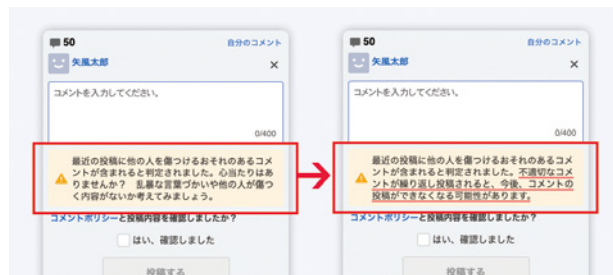 50
自分のコメント
矢風太郎
コメントを入力してください。
0/400
最近の投稿に他の人を傷つけるおそれのあるコメ
ントが含まれると判定されました。心当たりはあ
りませんか？ 乱暴な言葉づかいや他の人が傷つ
く内容がないか考えてみましょう。
コメントポリシーと投稿内容を確認しましたか？
はい、確認しました
投稿する
50
自分のコメント
矢風太郎
コメントを入力してください。
0/400
最近の投稿に他の人を傷つけるおそれのあるコメ
ントが含まれると判定されました。不適切なコメ
ントが繰り返し投稿されると、今後、コメントの
投稿ができなくなる可能性があります。
コメントポリシーと投稿内容を確認しましたか？
はい、確認しました
投稿する